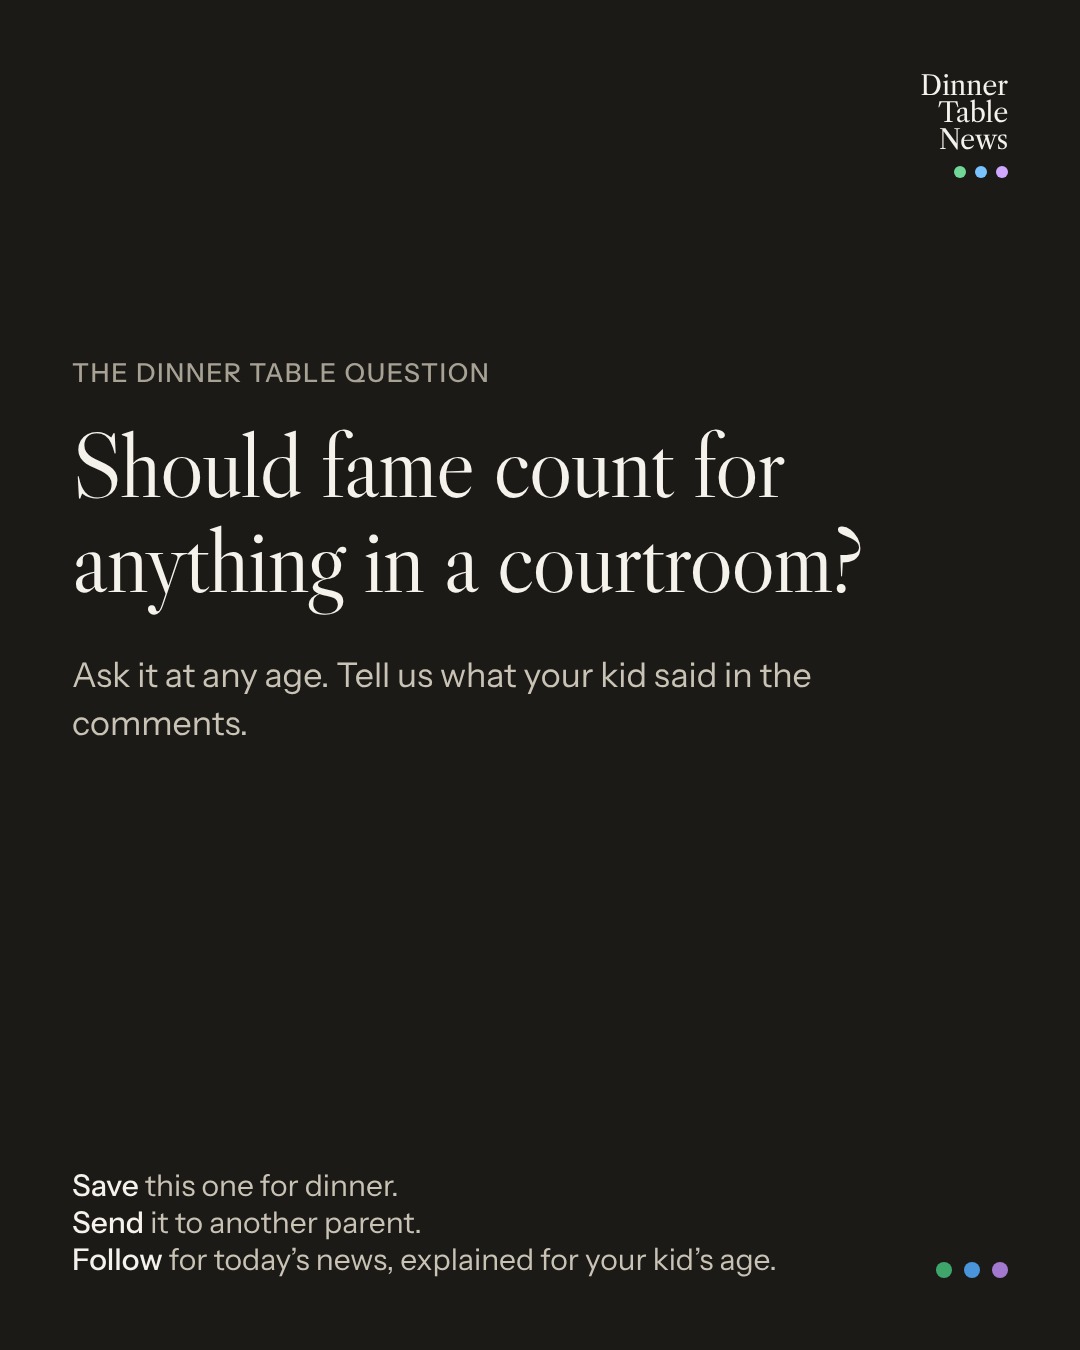 Dinner
Table
News
THE DINNER TABLE QUESTION
Should fame count for
anything in a courtroom?
Ask it at any age. Tell us what your kid said in the
comments.
Save this one for dinner.
Send it to another parent.
Follow for today’s news, explained for your kid’s age.